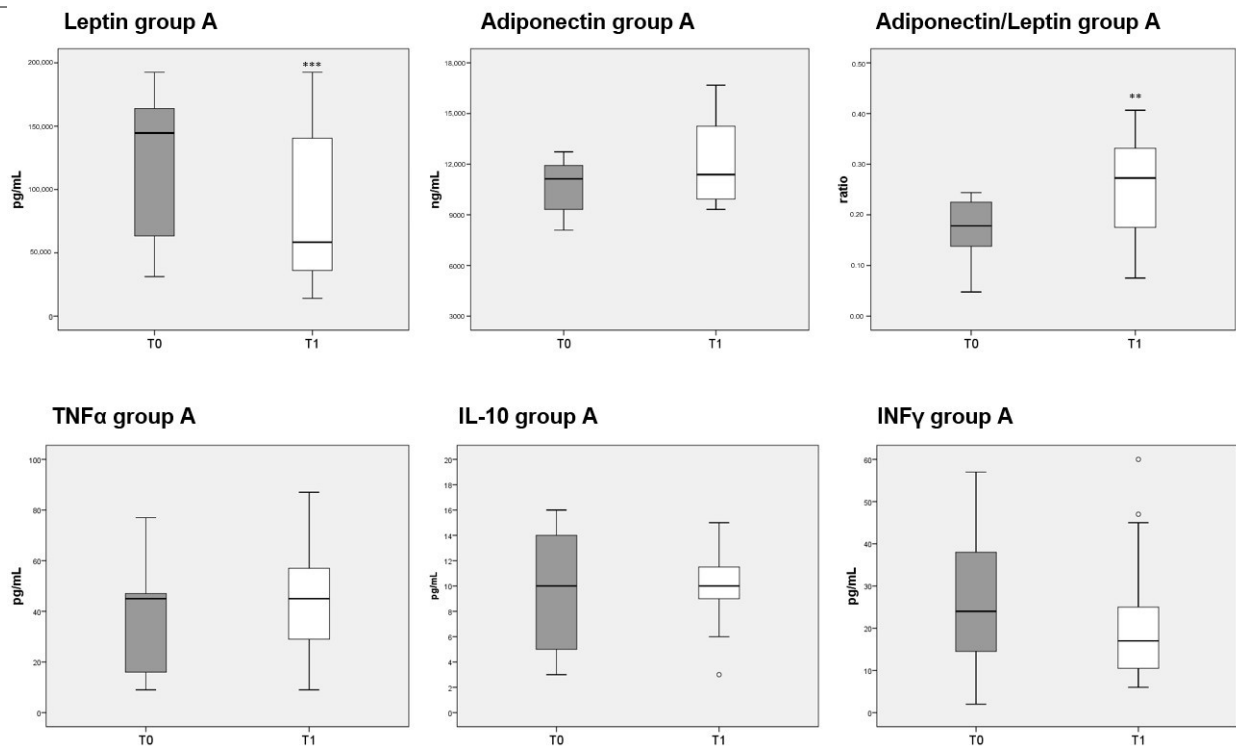 Leptin group A
200,000
150,000
100,000
50,000
0
pg/mL
***
T0
T1
Adiponectin group A
18,000
15,000
12,000
9000
6000
3000
ng/mL
T0
T1
Adiponectin/Leptin group A
0.50
0.40
0.30
0.20
0.10
0.00
ratio
**
T0
T1
TNFα group A
100
80
60
40
20
0
pg/mL
T0
T1
IL-10 group A
20
18
16
14
12
10
8
6
4
2
0
pg/mL
T0
T1
INFγ group A
60
50
40
30
20
10
0
pg/mL
T0
T1